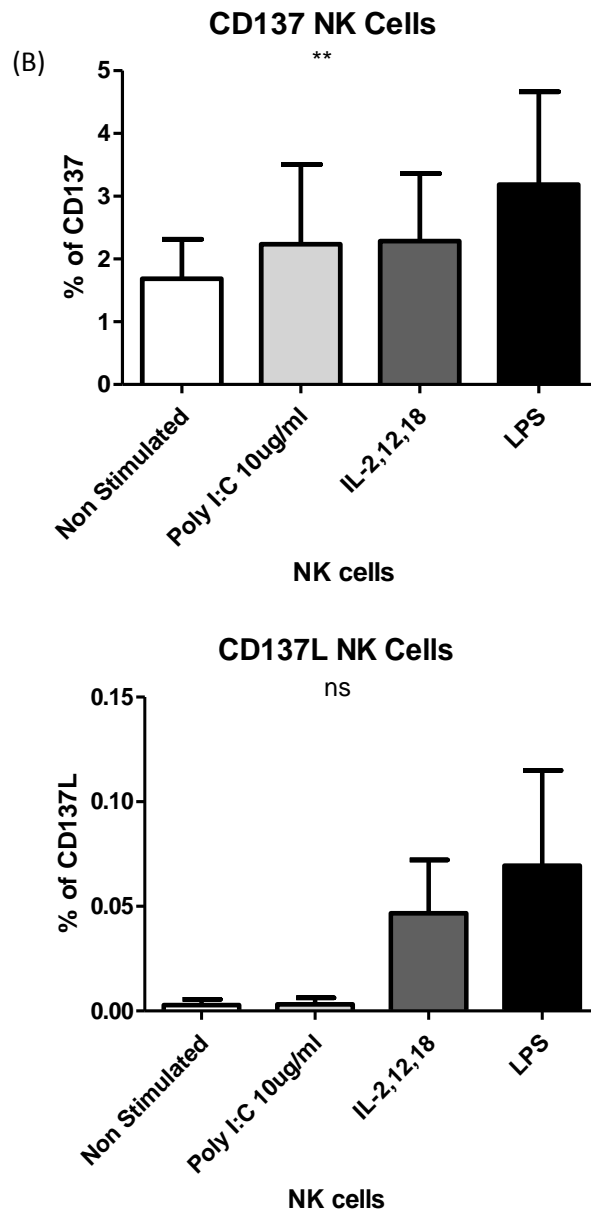 CD137 NK Cells
(B)
**
5
4
3
2
1
0
% of CD137
Non Stimulated
Poly I:C 10ug/ml
IL-2,12,18
LPS
NK cells
CD137L NK Cells
ns
0.15
0.10
0.05
0.00
% of CD137L
Non Stimulated
Poly I:C 10ug/ml
IL-2,12,18
LPS
NK cells